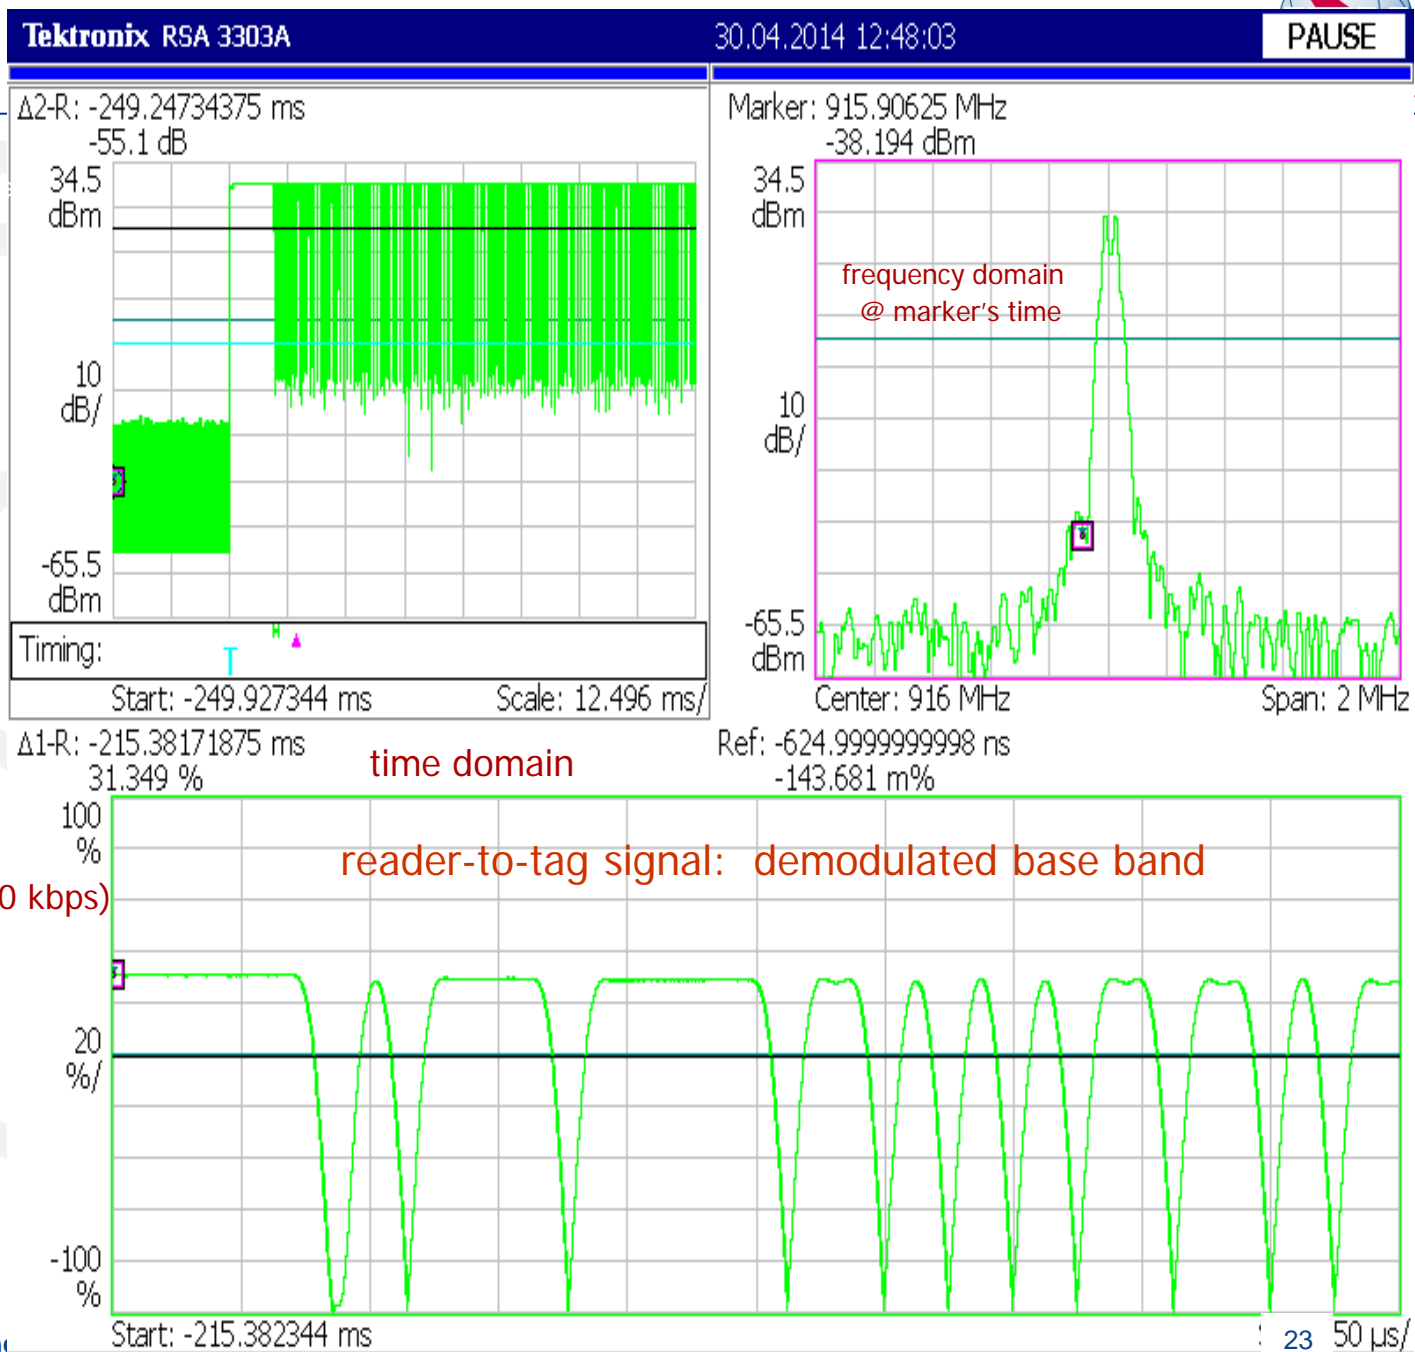 Tektronix RSA 3303A 30.04.2014 12:48:03 PAUSE
Δ2-R: -249.24734375 ms
-55.1 dB
34.5
dBm
10
dB/
-65.5
dBm
Timing:
Start: -249.927344 ms Scale: 12.496 ms/
Marker: 915.90625 MHz
-38.194 dBm
34.5
dBm
frequency domain
@ marker's time
10
dB/
-65.5
dBm
Center: 916 MHz Span: 2 MHz
Δ1-R: -215.38171875 ms
31.349 %
time domain
Ref: -624.9999999998 ns
-143.681 m%
100
%
reader-to-tag signal: demodulated base band
0 kbps)
20
%/
-100
%
Start: -215.382344 ms
23
50 µs/